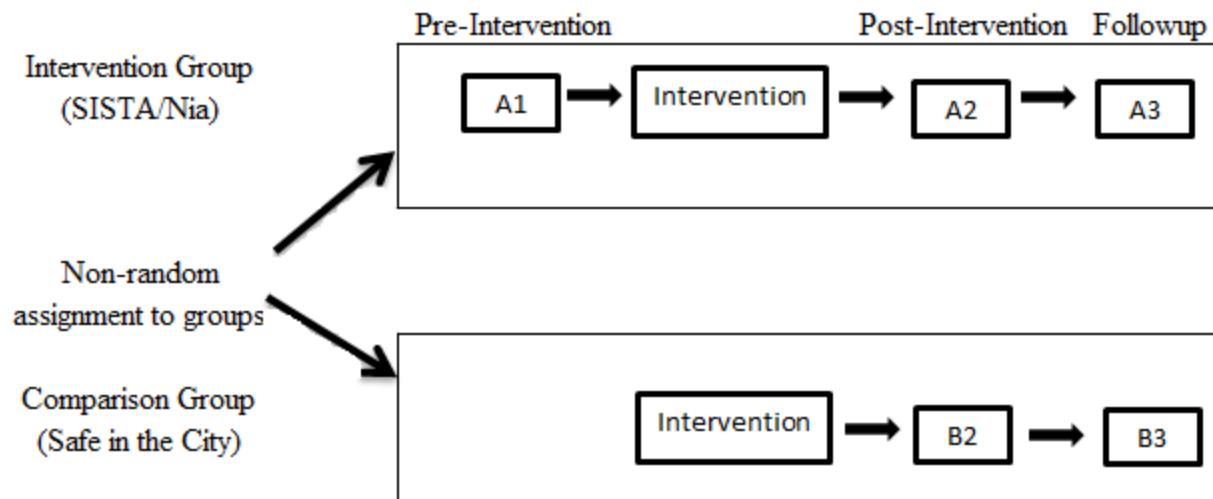 Pre-Intervention Post-Intervention Followup
Intervention Group
(SISTA/Nia)
A1 Intervention A2 A3
Non-random
assignment to groups
Comparison Group
(Safe in the City)
Intervention B2 B3